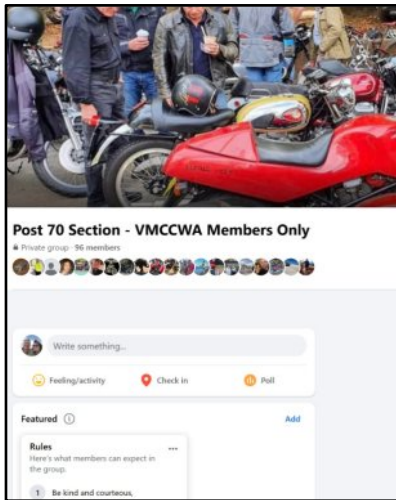 Post 70 Section - VMCCWA Members Only
Private group · 96 members
Write something...
Feeling/activity
Check in
Poll
Featured
Add
Rules
Here's what members can expect in
the group.
1 Be kind and courteous,